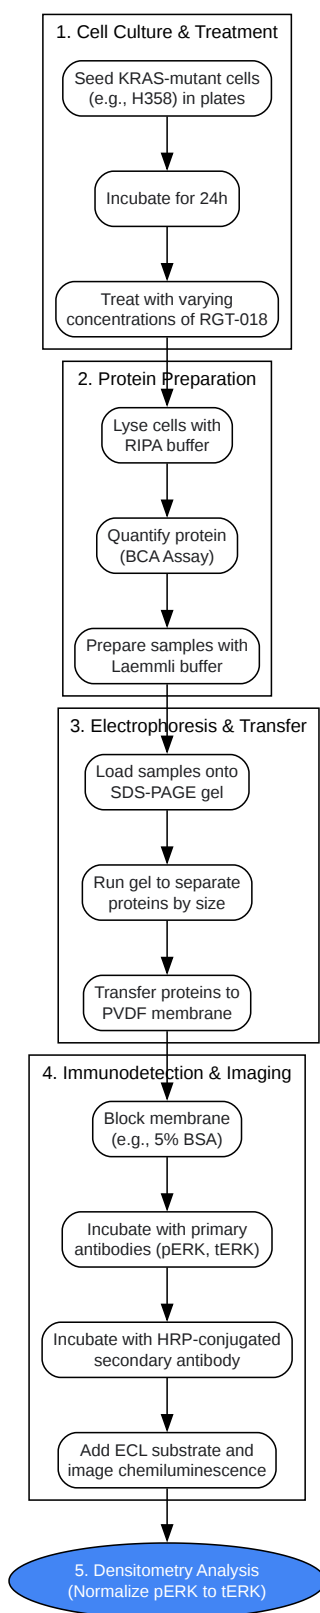 1. Cell Culture & Treatment
Seed KRAS-mutant cells
(e.g., H358) in plates
Incubate for 24h
Treat with varying
concentrations of RGT-018
2. Protein Preparation
Lyse cells with
RIPA buffer
Quantify protein
(BCA Assay)
Prepare samples with
Laemmli buffer
3. Electrophoresis & Transfer
Load samples onto
SDS-PAGE gel
Run gel to separate
proteins by size
Transfer proteins to
PVDF membrane
4. Immunodetection & Imaging
Block membrane
(e.g., 5% BSA)
Incubate with primary
antibodies (pERK, tERK)
Incubate with HRP-conjugated
secondary antibody
Add ECL substrate and
image chemiluminescence
5. Densitometry Analysis
(Normalize pERK to tERK)